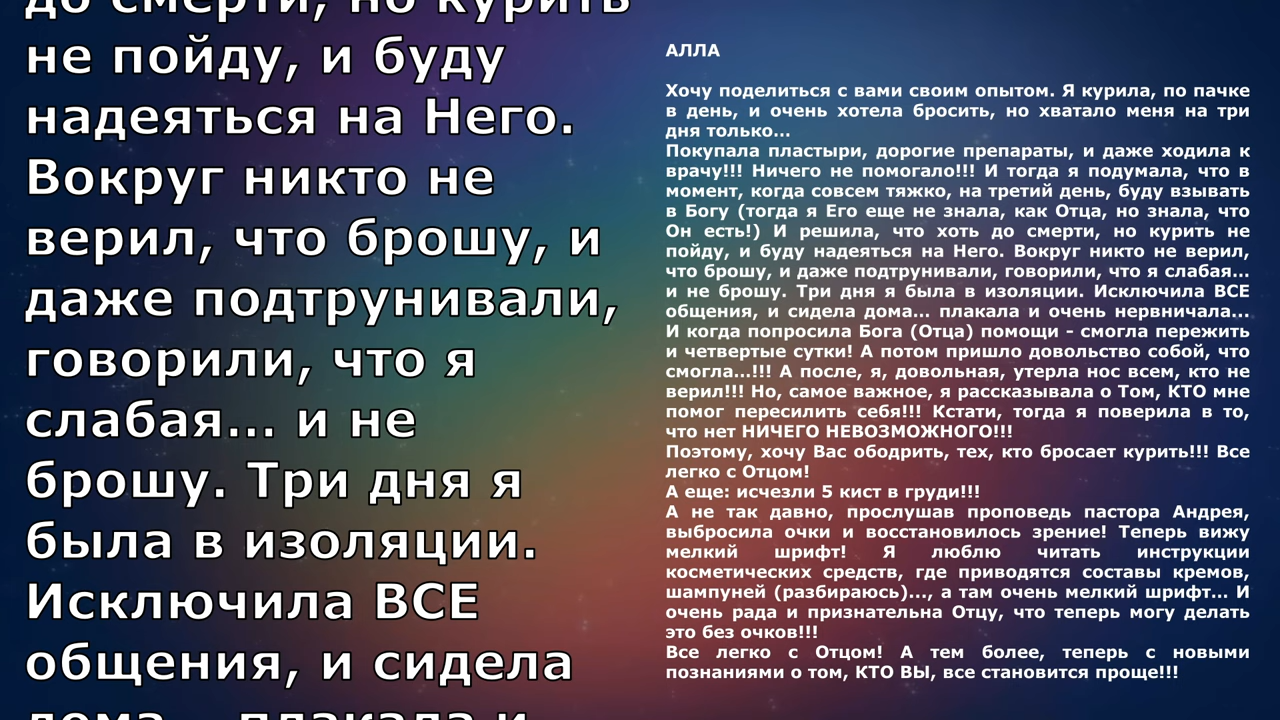 до смерти, но курить
не пойду, и буду
надеяться на Него.
Вокруг никто не
верил, что брошу, и
даже подтрунивали,
говорили, что я
слабая... и не
брошу. Три дня я
была в изоляции.
Исключила ВСЕ
общения, и сидела
дома... плакала и
АЛЛА
Хочу поделиться с вами своим опытом. Я курила, по пачке
в день, и очень хотела бросить, но хватало меня на три
дня только...
Покупала пластыри, дорогие препараты, и даже ходила к
врачу!!! Ничего не помогало!!! И тогда я подумала, что в
момент, когда совсем тяжко, на третий день, буду взывать
в Богу (тогда я Его еще не знала, как Отца, но знала, что
Он есть!) И решила, что хоть до смерти, но курить не
пойду, и буду надеяться на Него. Вокруг никто не верил,
что брошу, и даже подтрунивали, говорили, что я слабая...
и не брошу. Три дня я была в изоляции. Исключила ВСЕ
общения, и сидела дома... плакала и очень нервничала...
И когда попросила Бога (Отца) помощи - смогла пережить
и четвертые сутки! А потом пришло довольство собой, что
смогла...!!! А после, я, довольная, утерла нос всем, кто не
верил!!! Но, самое важное, я рассказывала о Том, КТО мне
помог пересилить себя!!! Кстати, тогда я поверила в то,
что нет НИЧЕГО НЕВОЗМОЖНОГО!!!
Поэтому, хочу Вас ободрить, тех, кто бросает курить!!! Все
легко с Отцом!
А еще: исчезли 5 кист в груди!!!
А не так давно, прослушав проповедь пастора Андрея,
выбросила очки и восстановилось зрение! Теперь вижу
мелкий шрифт! Я люблю читать инструкции
косметических средств, где приводятся составы кремов,
шампуней (разбираюсь)..., а там очень мелкий шрифт... И
очень рада и признательна Отцу, что теперь могу делать
это без очков!!!
Все легко с Отцом! А тем более, теперь с новыми
познаниями о том, КТО ВЫ, все становится проще!!!